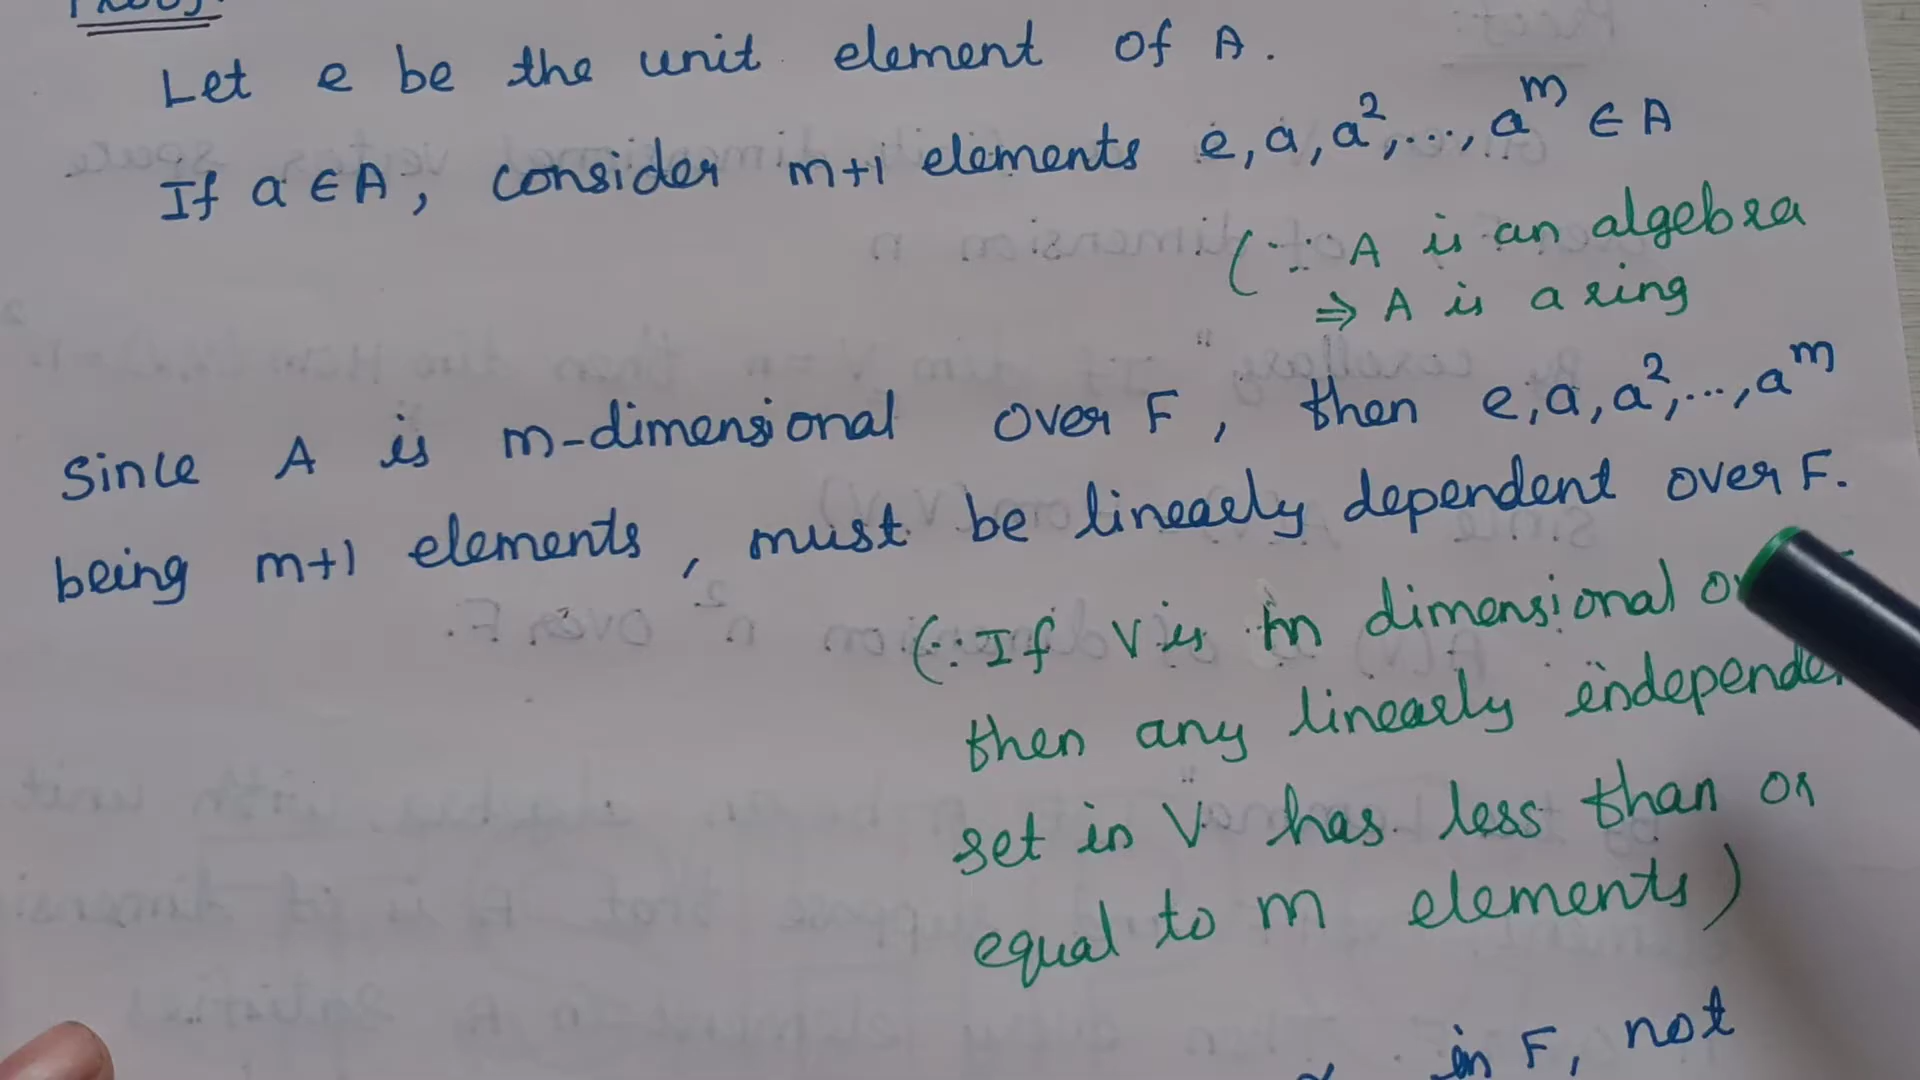 Proof:
Let e be the unit element of A.
If a ∈ A, consider m+1 elements e, a, a², ..., aᵐ ∈ A
(∵ A is an algebra
⇒ A is a ring
Since A is m-dimensional over F, then e, a, a², ..., aᵐ
being m+1 elements, must be linearly dependent over F.
(∵ If V is m dimensional
then any linearly
set in V has less than or
equal to m elements)
in F, not